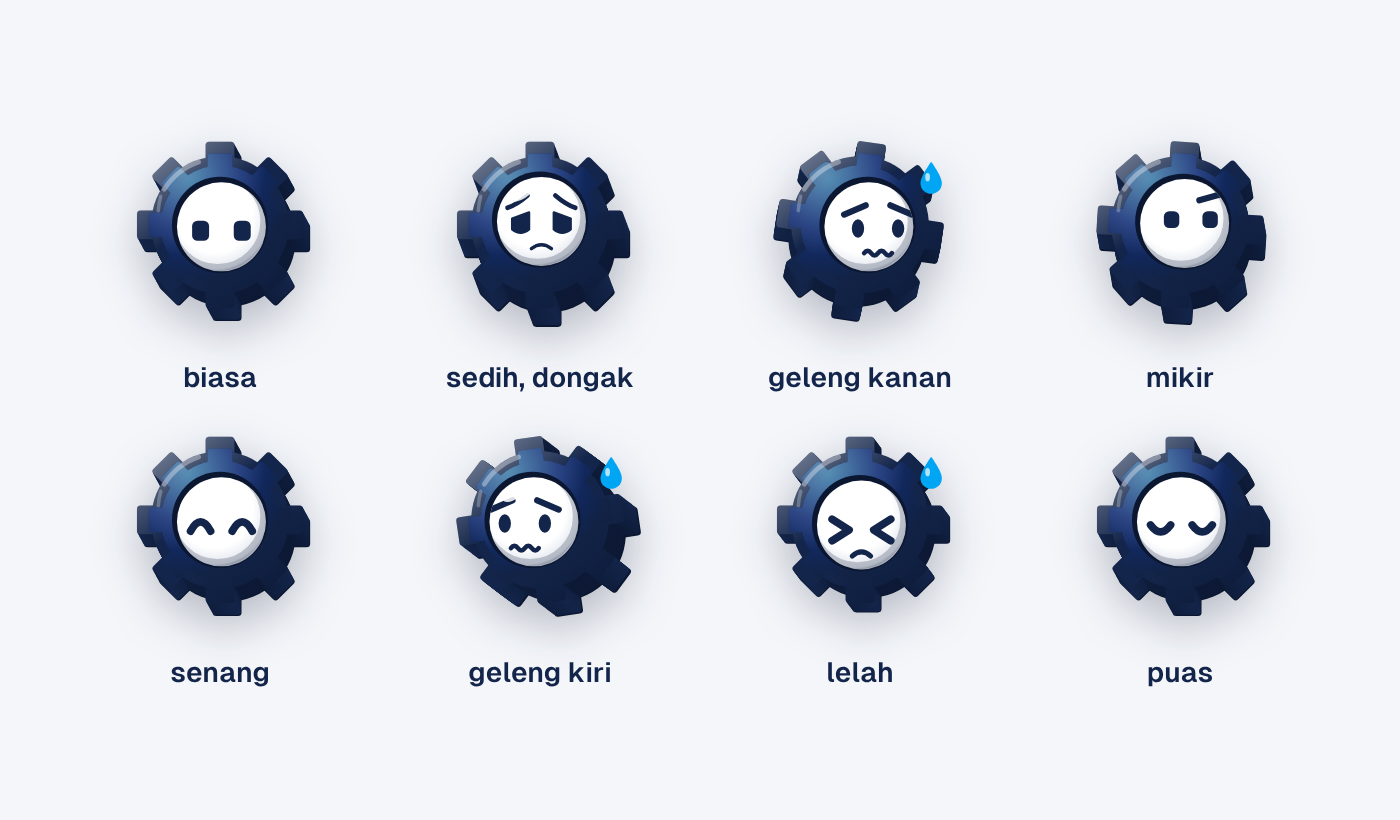 biasa
sedih, dongak
geleng kanan
mikir
senang
geleng kiri
lelah
puas